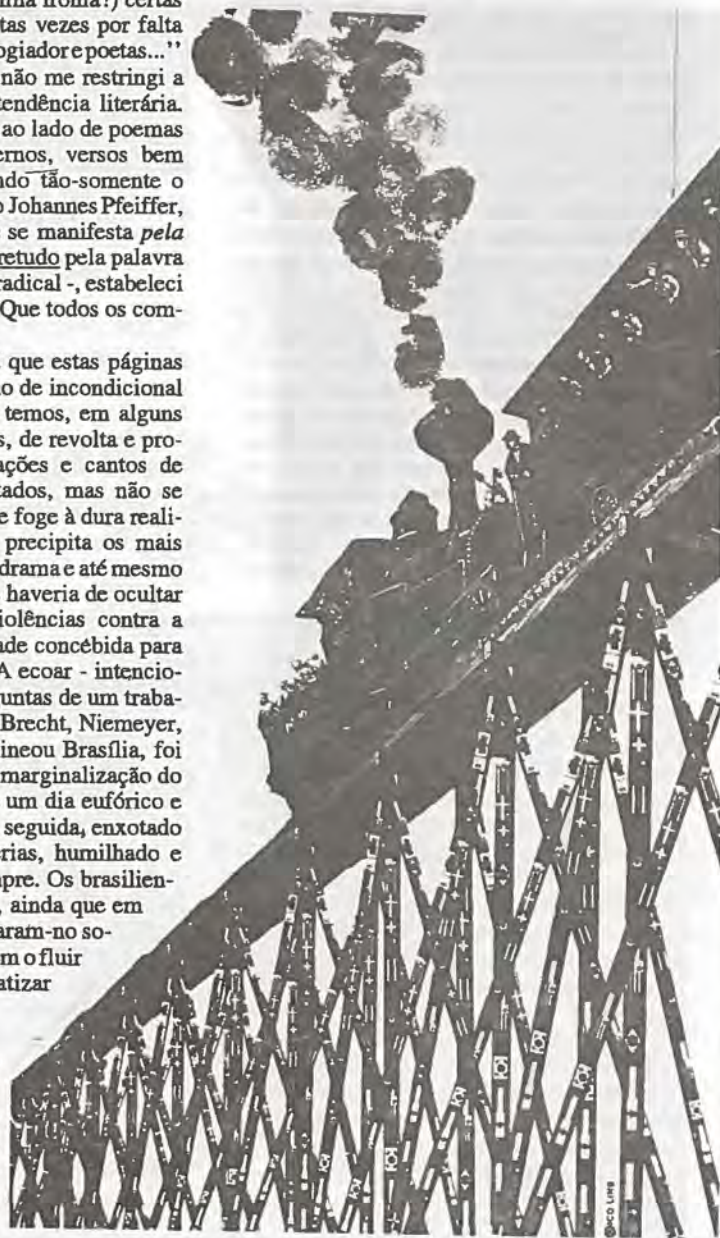 certas
tas vezes por falta
ogiador e poetas..."
não me restringi a
tendência literária.
ao lado de poemas
ernos, versos bem
ndo tão-somente o
o Johannes Pfeiffer,
se manifesta pela
retudo pela palavra
radical -, estabeleci
Que todos os com-
que estas páginas
o de incondicional
temos, em alguns
s, de revolta e pro-
ações e cantos de
tados, mas não se
e foge à dura reali-
precipita os mais
drama e até mesmo
haveria de ocultar
iolências contra a
ade concebida para
A ecoar - intencio-
untas de um traba-
Brecht, Niemeyer,
ineou Brasília, foi
marginalização do
um dia eufórico e
seguida, enxotado
rias, humilhado e
pre. Os brasilien-
, ainda que em
aram-no so-
m o fluir
atizar